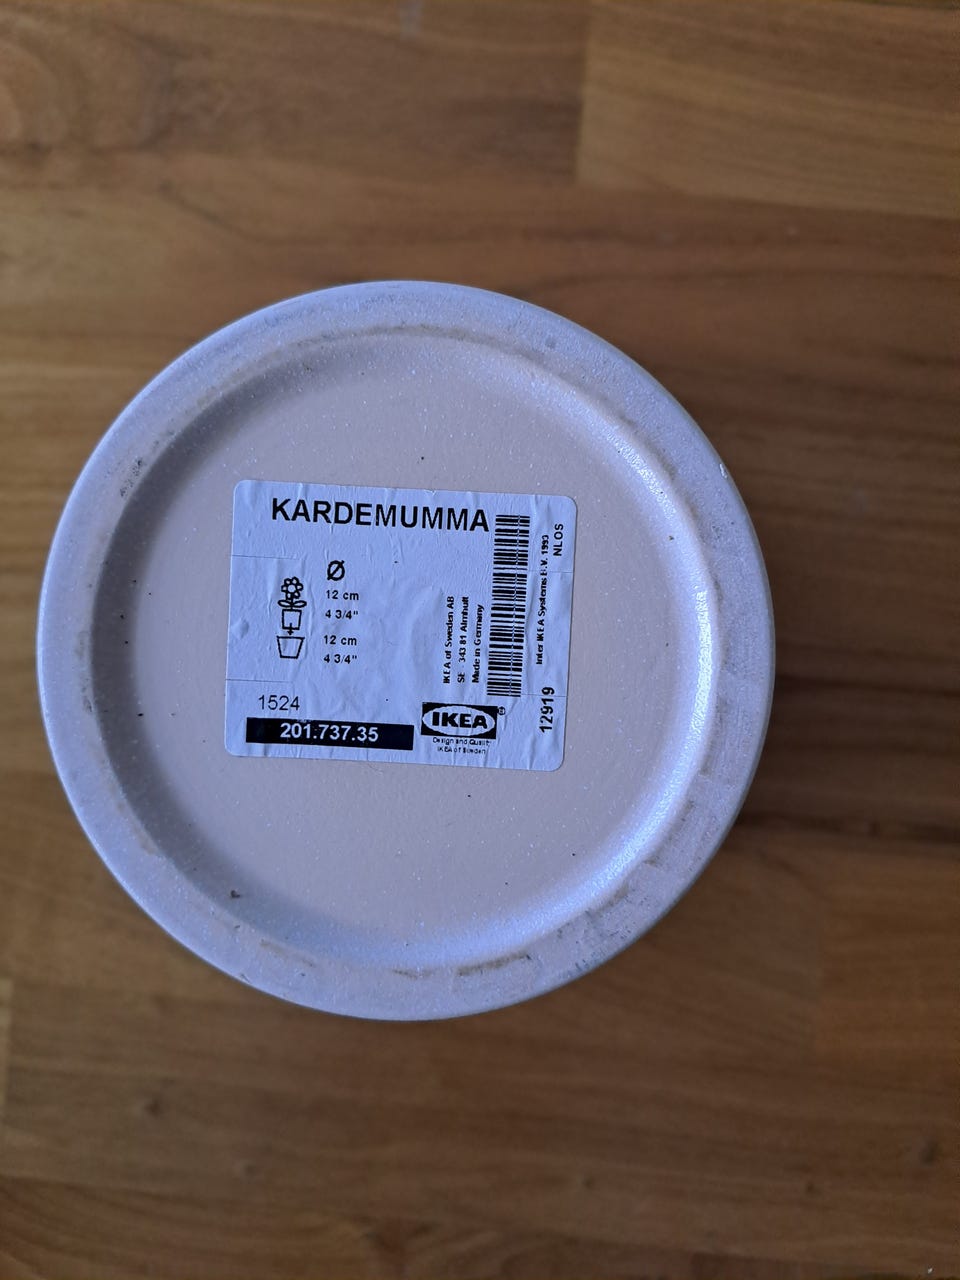 KARDEMUMMA
Ø
12 cm
4 3/4"
12 cm
4 3/4"
1524
201.737.35
IKEA of Sweden AB
SE - 343 81 Älmhult
Made in Germany
IKEA®
Design and Quality
IKEA of Sweden
Inter IKEA Systems B.V. 1993
NLOS
12919